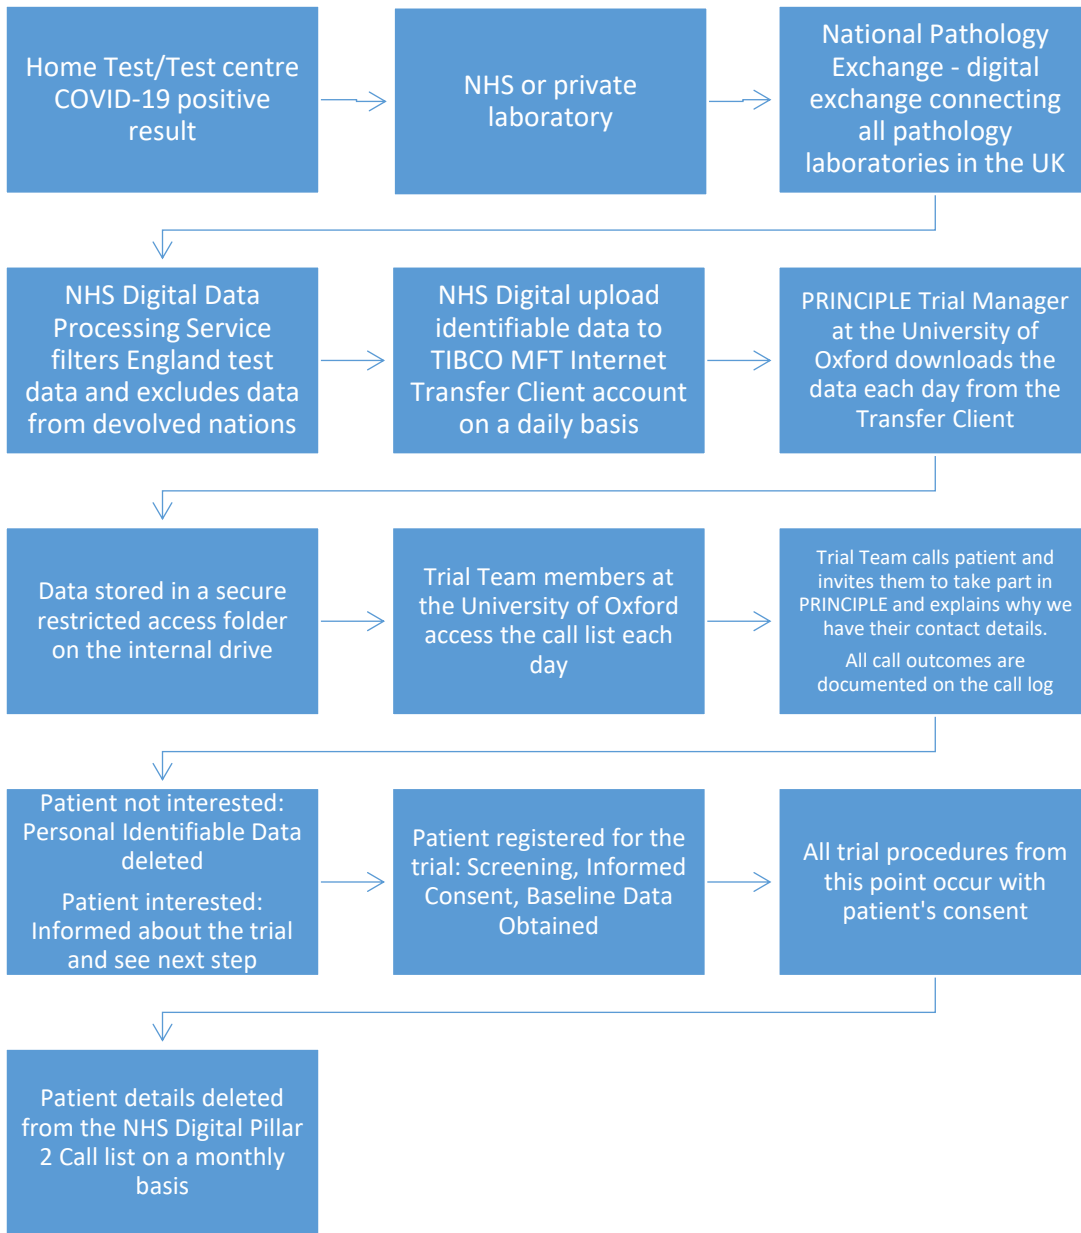 Home Test/Test centre
COVID-19 positive
result
NHS or private
laboratory
National Pathology
Exchange - digital
exchange connecting
all pathology
laboratories in the UK
NHS Digital Data
Processing Service
filters England test
data and excludes data
from devolved nations
NHS Digital upload
identifiable data to
TIBCO MFT Internet
Transfer Client account
on a daily basis
PRINCIPLE Trial Manager
at the University of
Oxford downloads the
data each day from the
Transfer Client
Data stored in a secure
restricted access folder
on the internal drive
Trial Team members at
the University of Oxford
access the call list each
day
Trial Team calls patient and
invites them to take part in
PRINCIPLE and explains why we
have their contact details.
All call outcomes are
documented on the call log
Patient not interested:
Personal Identifiable Data
deleted
Patient interested:
Informed about the trial
and see next step
Patient registered for the
trial: Screening, Informed
Consent, Baseline Data
Obtained
All trial procedures from
this point occur with
patient's consent
Patient details deleted
from the NHS Digital Pillar
2 Call list on a monthly
basis